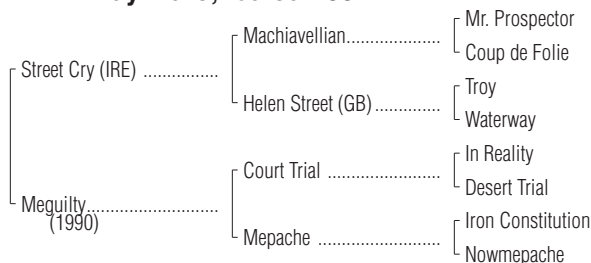 Mr. Prospector
Machiavellian....................
Coup de Folie
Street Cry (IRE) ................
Troy
Helen Street (GB)..............
Waterway
In Reality
Court Trial ........................
Desert Trial
Meguilty............................
(1990)
Iron Constitution
Mepache ..........................
Nowmepache